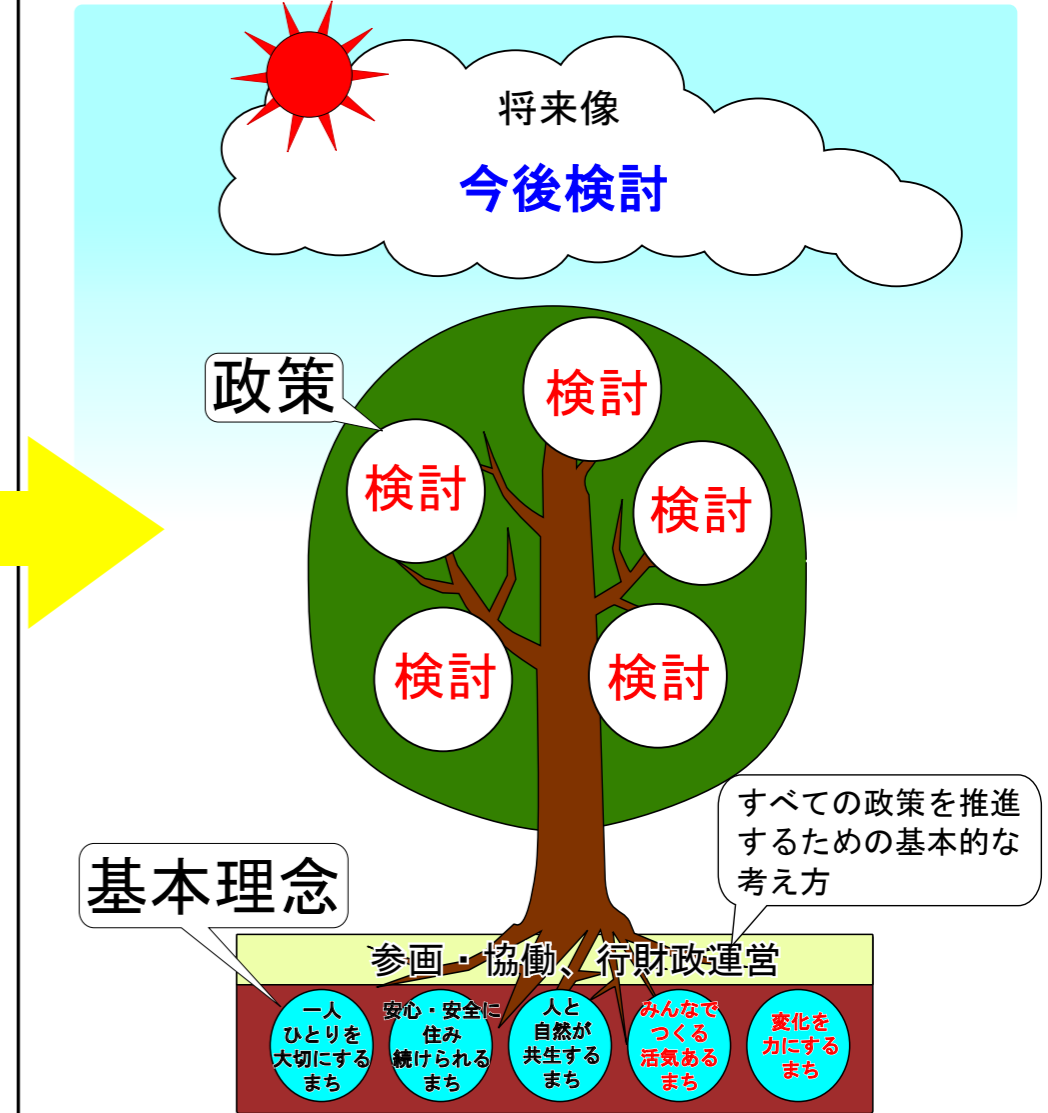 将来像
今後検討
政策
検討
検討
検討
検討
検討
すべての政策を推進
するための基本的な
考え方
基本理念
参画・協働、行財政運営
一人
ひとりを
大切にする
まち
安心・安全に
住み
続けられる
まち
人と
自然が
共生する
まち
みんなで
つくる
活気ある
まち
変化を
力にする
まち